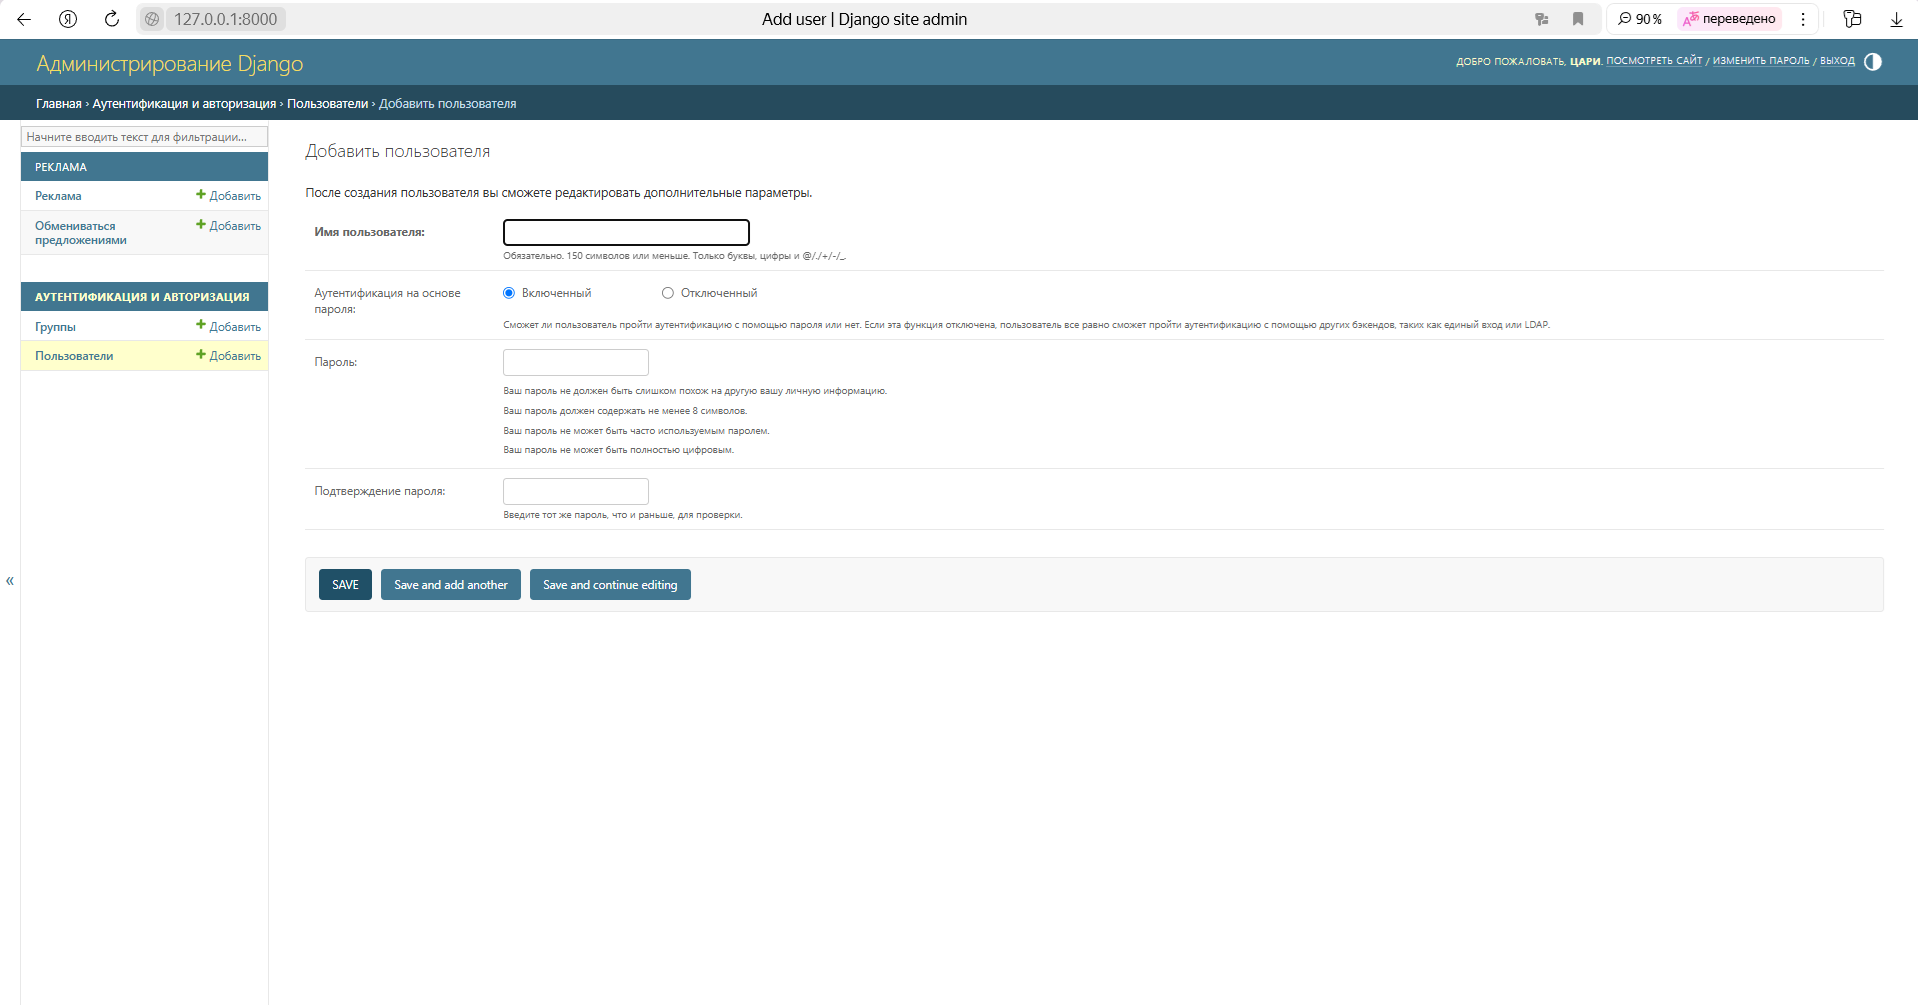 127.0.0.1:8000
Add user | Django site admin
90 %
переведено
Администрирование Django
ДОБРО ПОЖАЛОВАТЬ, ЦАРИ. ПОСМОТРЕТЬ САЙТ / ИЗМЕНИТЬ ПАРОЛЬ / ВЫХОД
Главная › Аутентификация и авторизация › Пользователи › Добавить пользователя
Начните вводить текст для фильтрации...
РЕКЛАМА
Реклама
Добавить
Обмениваться
предложениями
Добавить
АУТЕНТИФИКАЦИЯ И АВТОРИЗАЦИЯ
Группы
Добавить
Пользователи
Добавить
Добавить пользователя
После создания пользователя вы сможете редактировать дополнительные параметры.
Имя пользователя:
Обязательно. 150 символов или меньше. Только буквы, цифры и @/./+/-/_.
Аутентификация на основе
пароля:
Включенный
Отключенный
Сможет ли пользователь пройти аутентификацию с помощью пароля или нет. Если эта функция отключена, пользователь все равно сможет пройти аутентификацию с помощью других бэкендов, таких как единый вход или LDAP.
Пароль:
Ваш пароль не должен быть слишком похож на другую вашу личную информацию.
Ваш пароль должен содержать не менее 8 символов.
Ваш пароль не может быть часто используемым паролем.
Ваш пароль не может быть полностью цифровым.
Подтверждение пароля:
Введите тот же пароль, что и раньше, для проверки.
SAVE
Save and add another
Save and continue editing